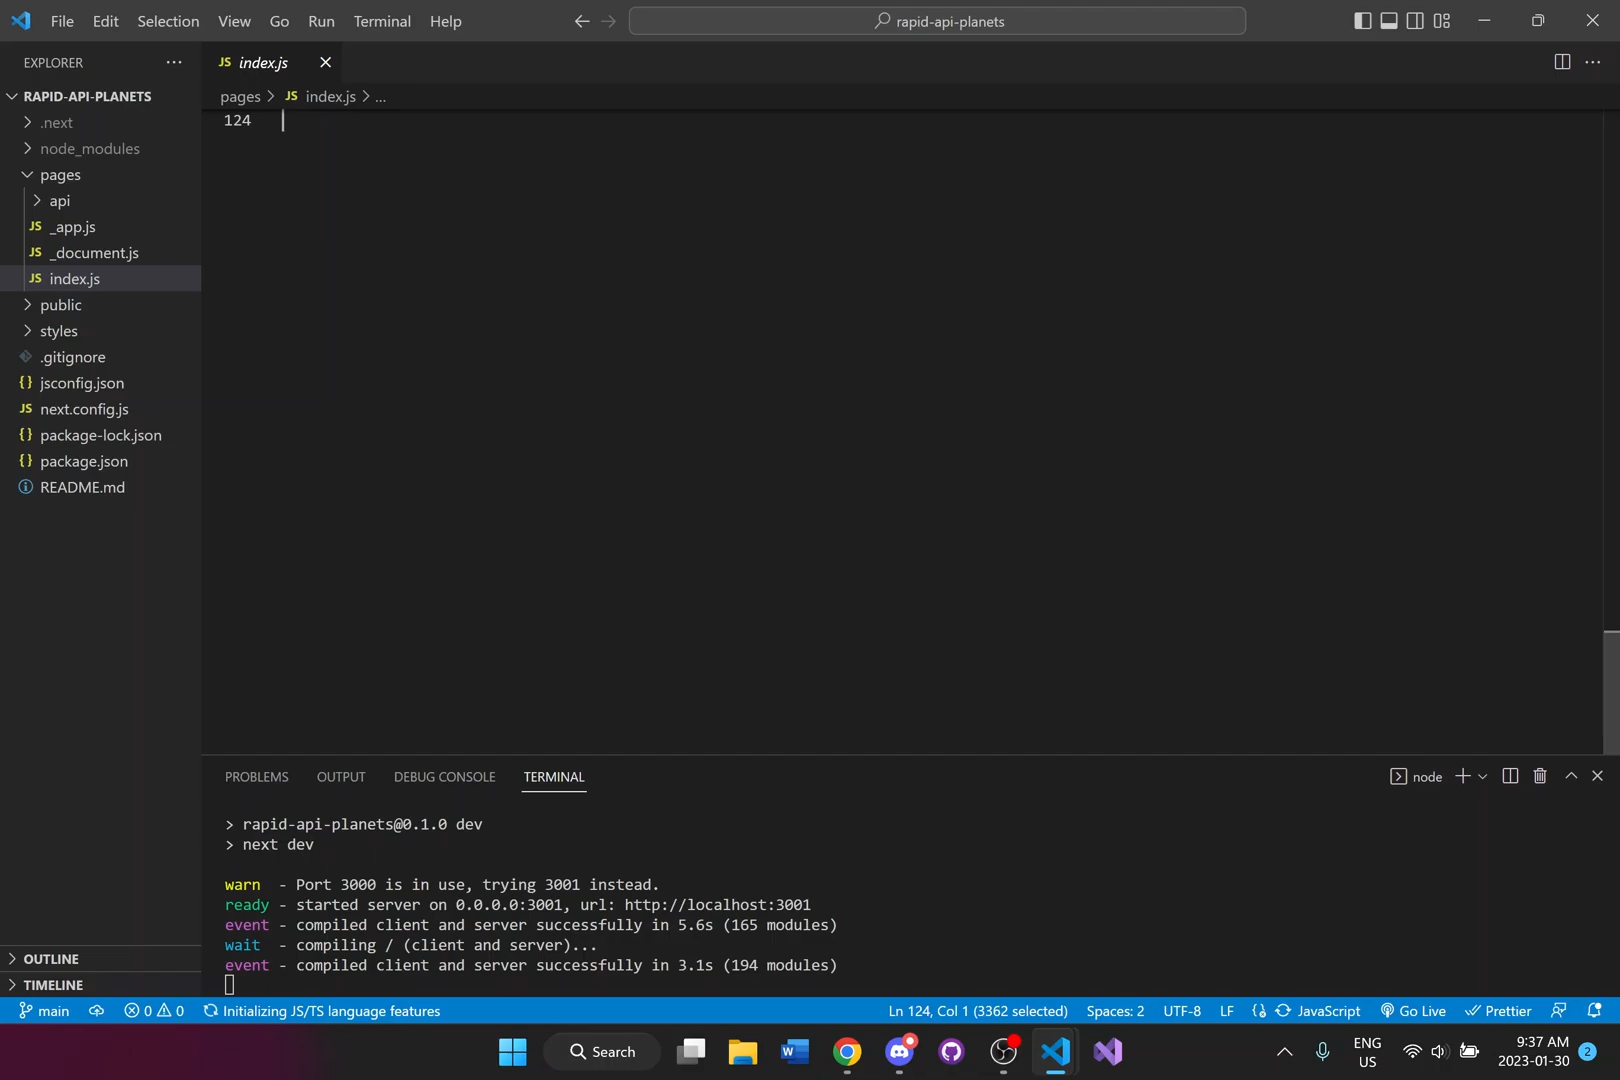 File Edit Selection View Go Run Terminal Help
rapid-api-planets
EXPLORER
JS index.js
RAPID-API-PLANETS
pages > JS index.js > ...
.next
124
node_modules
pages
api
JS _app.js
JS _document.js
JS index.js
public
styles
.gitignore
{} jsconfig.json
JS next.config.js
{} package-lock.json
{} package.json
README.md
PROBLEMS OUTPUT DEBUG CONSOLE TERMINAL
node
> rapid-api-planets@0.1.0 dev
> next dev
warn - Port 3000 is in use, trying 3001 instead.
ready - started server on 0.0.0.0:3001, url: http://localhost:3001
event - compiled client and server successfully in 5.6s (165 modules)
wait - compiling / (client and server)...
event - compiled client and server successfully in 3.1s (194 modules)
OUTLINE
TIMELINE
main 0 0 Initializing JS/TS language features Ln 124, Col 1 (3362 selected) Spaces: 2 UTF-8 LF {} JavaScript Go Live Prettier
Search
ENG
US
9:37 AM
2023-01-30
2